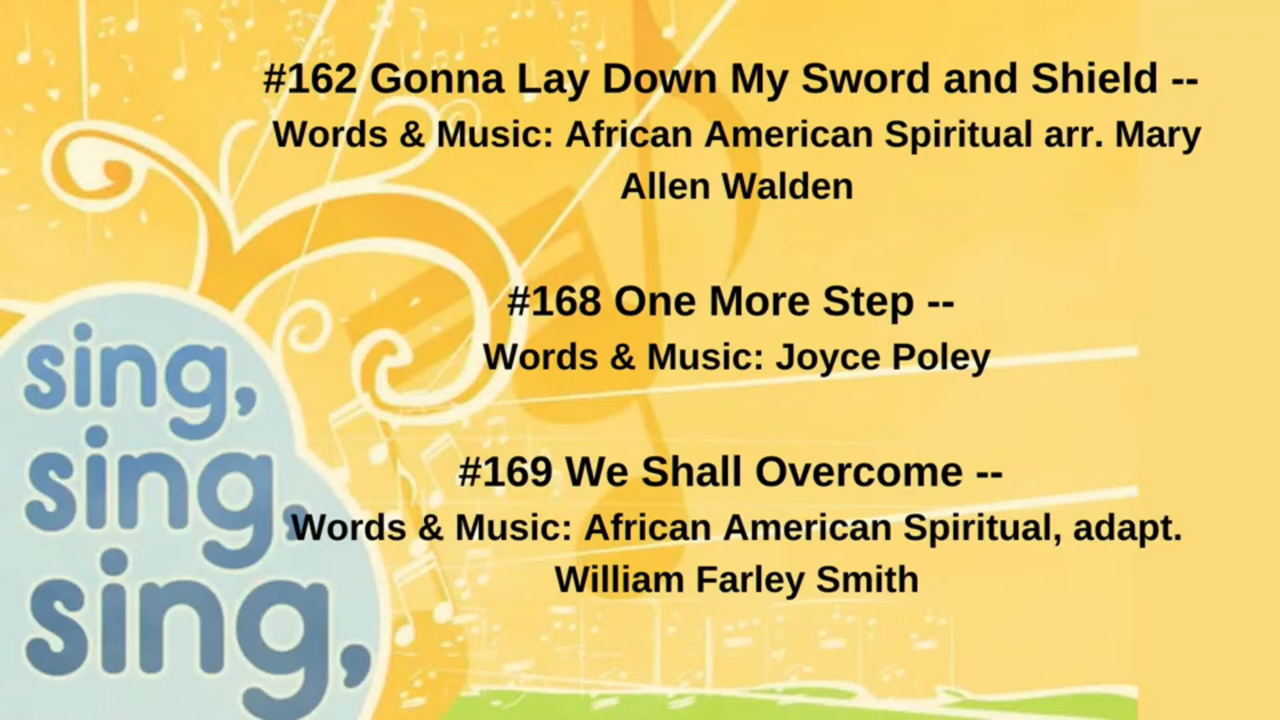 #162 Gonna Lay Down My Sword and Shield --
Words & Music: African American Spiritual arr. Mary
Allen Walden
#168 One More Step --
Words & Music: Joyce Poley
#169 We Shall Overcome --
Words & Music: African American Spiritual, adapt.
William Farley Smith
sing,
sing,
sing,